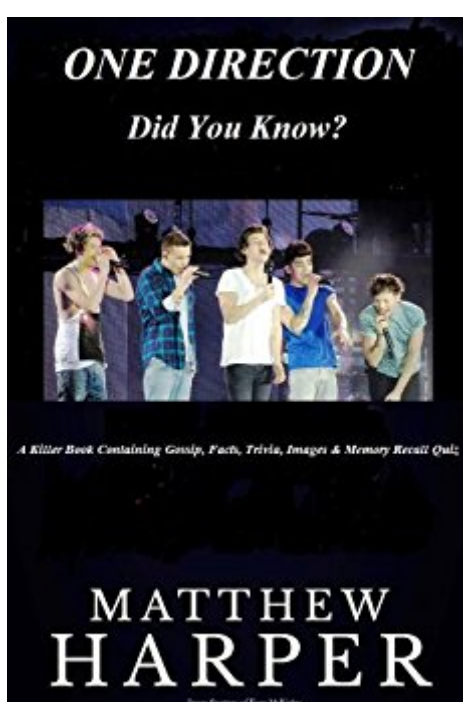 ONE DIRECTION
Did You Know?
A Killer Book Containing Gossip, Facts, Trivia, Images & Memory Recall Quiz
MATTHEW
HARPER